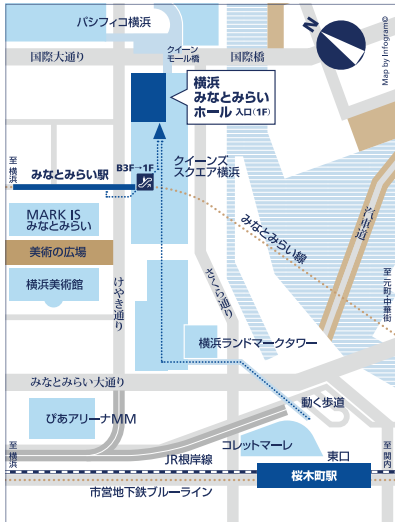 パシフィコ横浜
国際大通り
クイーン
モール橋
国際橋
N
Map by Infogram©
横浜
みなとみらい
ホール 入口(1F)
至横浜
みなとみらい駅
B3F→1F
クイーンズ
スクエア横浜
MARK IS
みなとみらい
美術の広場
横浜美術館
けやき通り
さくら通り
みなとみらい線
汽車道
至元町・中華街
横浜ランドマークタワー
みなとみらい大通り
ぴあアリーナMM
動く歩道
コレットマーレ
東口
至横浜
JR根岸線
桜木町駅
至関内
市営地下鉄ブルーライン